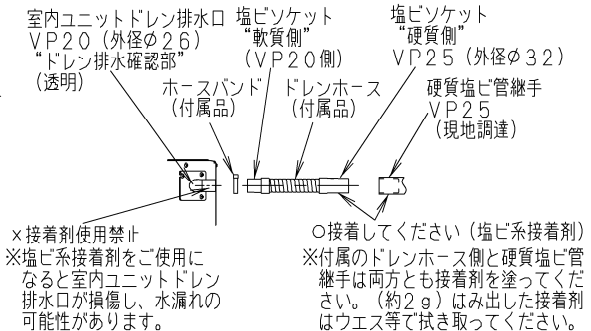 室内ユニットドレン排水口
VP20（外径Φ26）
“ドレン排水確認部”
（透明）
塩ビソケット
“軟質側”
（VP20側）
塩ビソケット
“硬質側”
VP25（外径Φ32）
ホースバンド
（付属品）
ドレンホース
（付属品）
硬質塩ビ管継手
VP25
（現地調達）
×接着剤使用禁止
※塩ビ系接着剤をご使用に
なると室内ユニットドレン
排水口が損傷し、水漏れの
可能性があります。
○接着してください（塩ビ系接着剤）
※付属のドレンホース側と硬質塩ビ管
継手は両方とも接着剤を塗ってくだ
さい。（約2g）はみ出した接着剤
はウエス等で拭き取ってください。